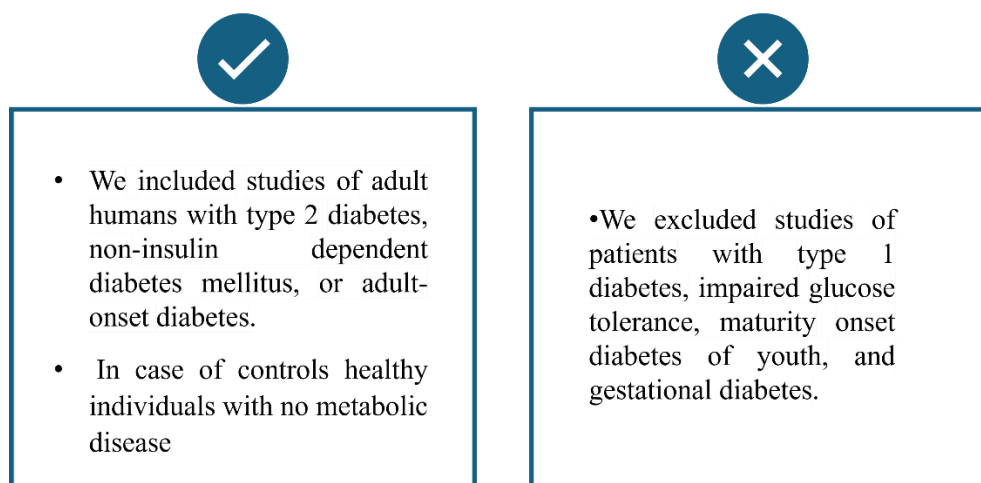 • We included studies of adult
humans with type 2 diabetes,
non-insulin dependent
diabetes mellitus, or adult-
onset diabetes.
• In case of controls healthy
individuals with no metabolic
disease
•We excluded studies of
patients with type 1
diabetes, impaired glucose
tolerance, maturity onset
diabetes of youth, and
gestational diabetes.